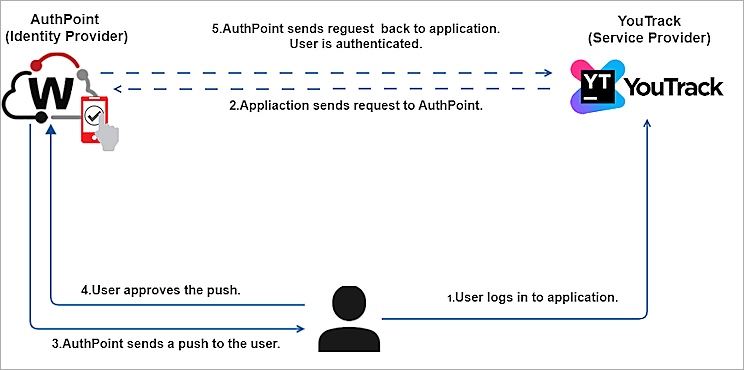 AuthPoint
(Identity Provider)
5.AuthPoint sends reguest back to application.
User is authenticated.
YouTrack
(Service Provider)
W
YT
YouTrack
2.Appliaction sends request to AuthPoint.
4.User approves the push.
1.User logs in to application.
3.AuthPoint sends a push to the user.